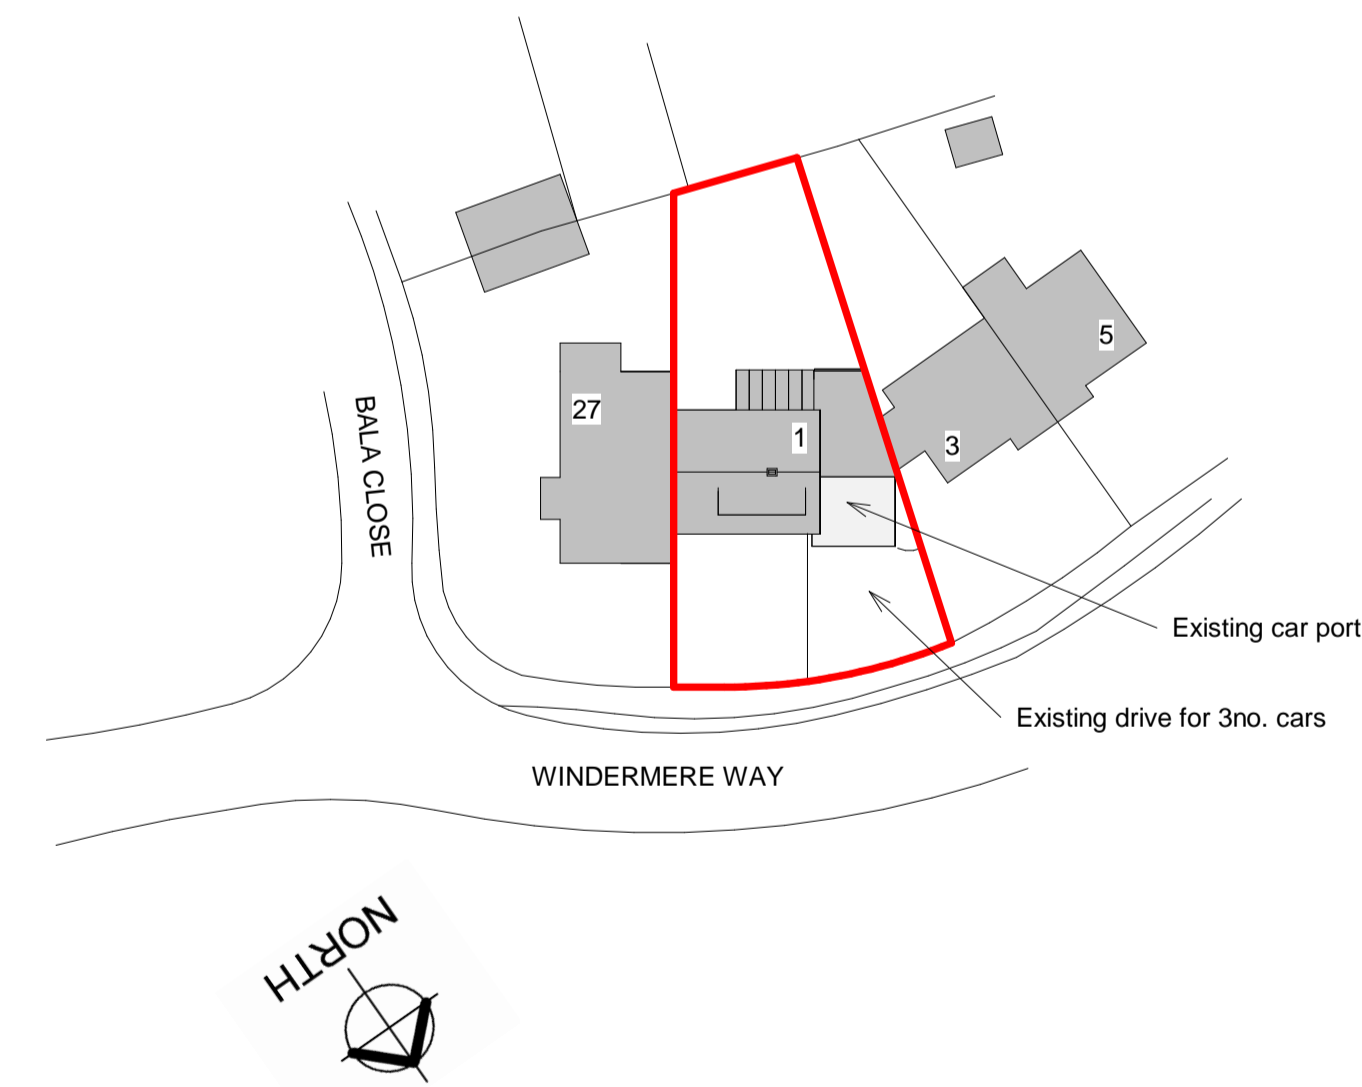 5
27
1
3
BALA CLOSE
Existing car port
Existing drive for 3no. cars
WINDERMERE WAY
NORTH